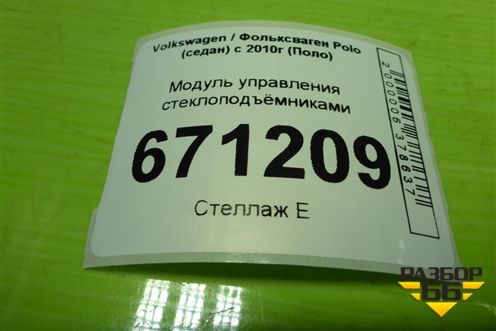 Volkswagen / Фольксваген Polo
(седан) с 2010г (Поло)
Модуль управления
стеклоподъёмниками
671209
Стеллаж Е
2000006378637
РАЗБОР
66